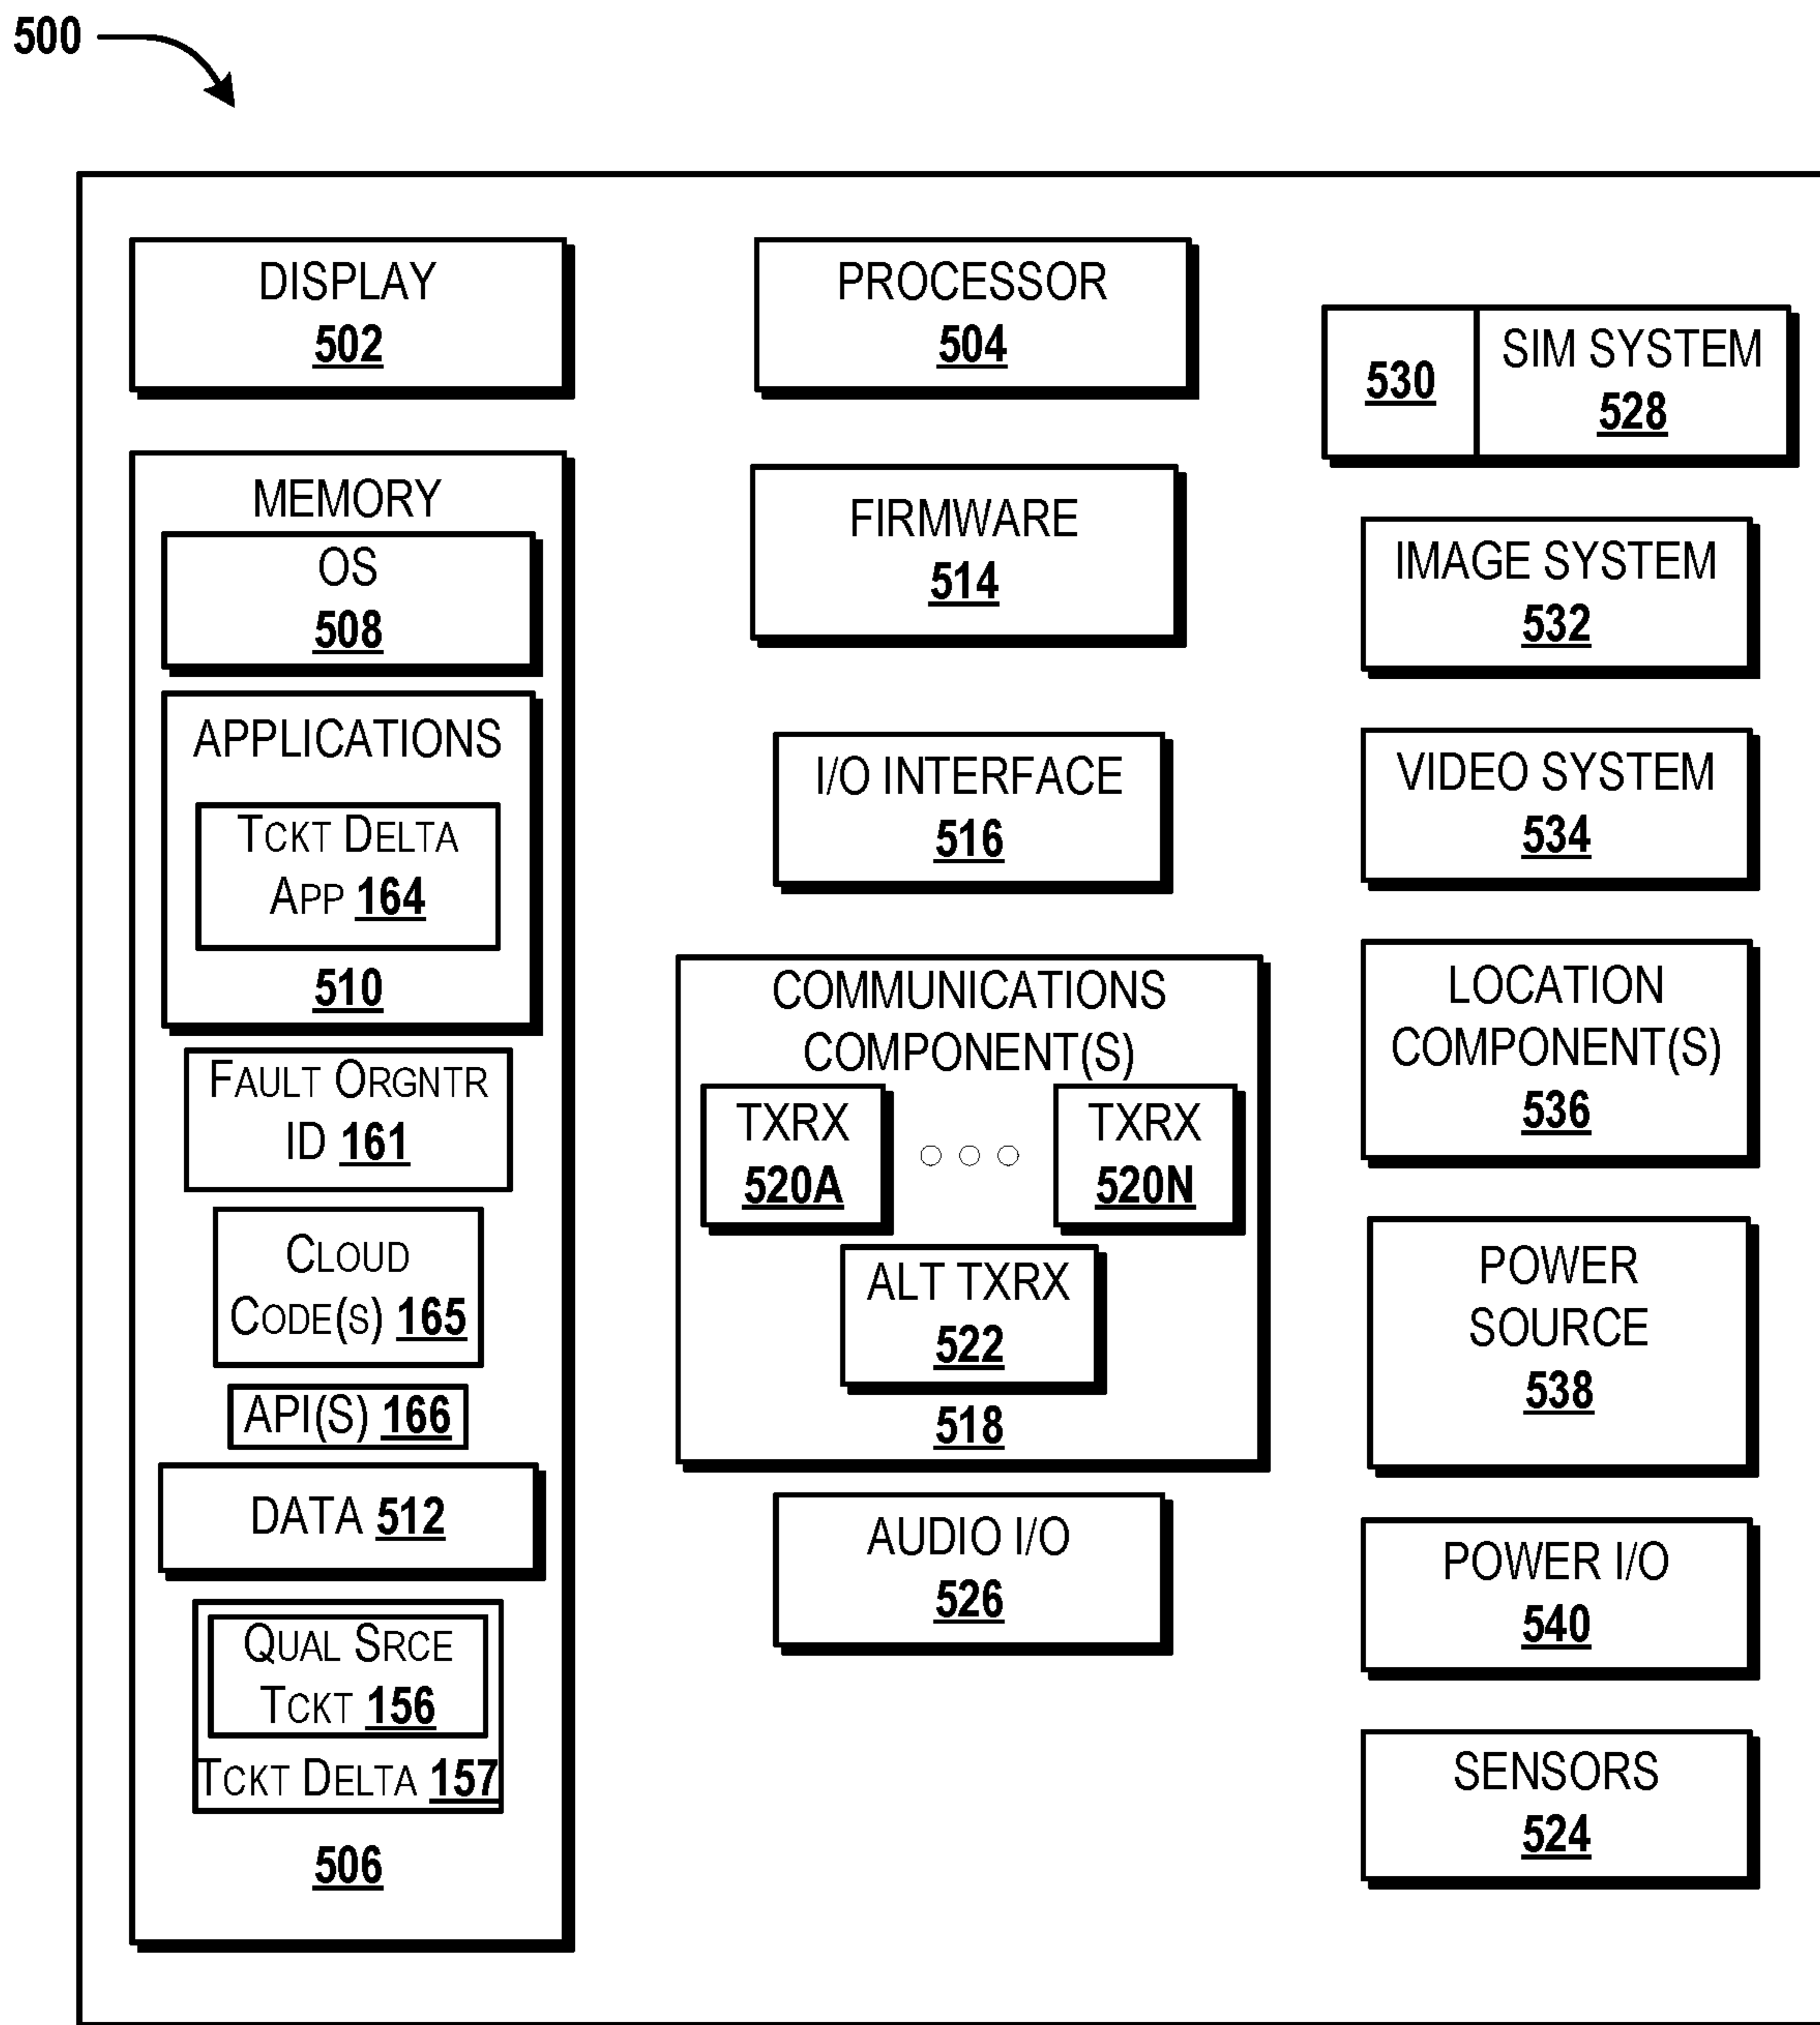 500
DISPLAY
502
MEMORY
OS
508
APPLICATIONS
TCKT DELTA
APP 164
510
FAULT ORGNTR
ID 161
CLOUD
CODE(S) 165
API(S) 166
DATA 512
QUAL SRCE
TCKT 156
TCKT DELTA 157
506
PROCESSOR
504
FIRMWARE
514
I/O INTERFACE
516
COMMUNICATIONS
COMPONENT(S)
TXRX
520A
TXRX
520N
ALT TXRX
522
518
AUDIO I/O
526
530
SIM SYSTEM
528
IMAGE SYSTEM
532
VIDEO SYSTEM
534
LOCATION
COMPONENT(S)
536
POWER
SOURCE
538
POWER I/O
540
SENSORS
524